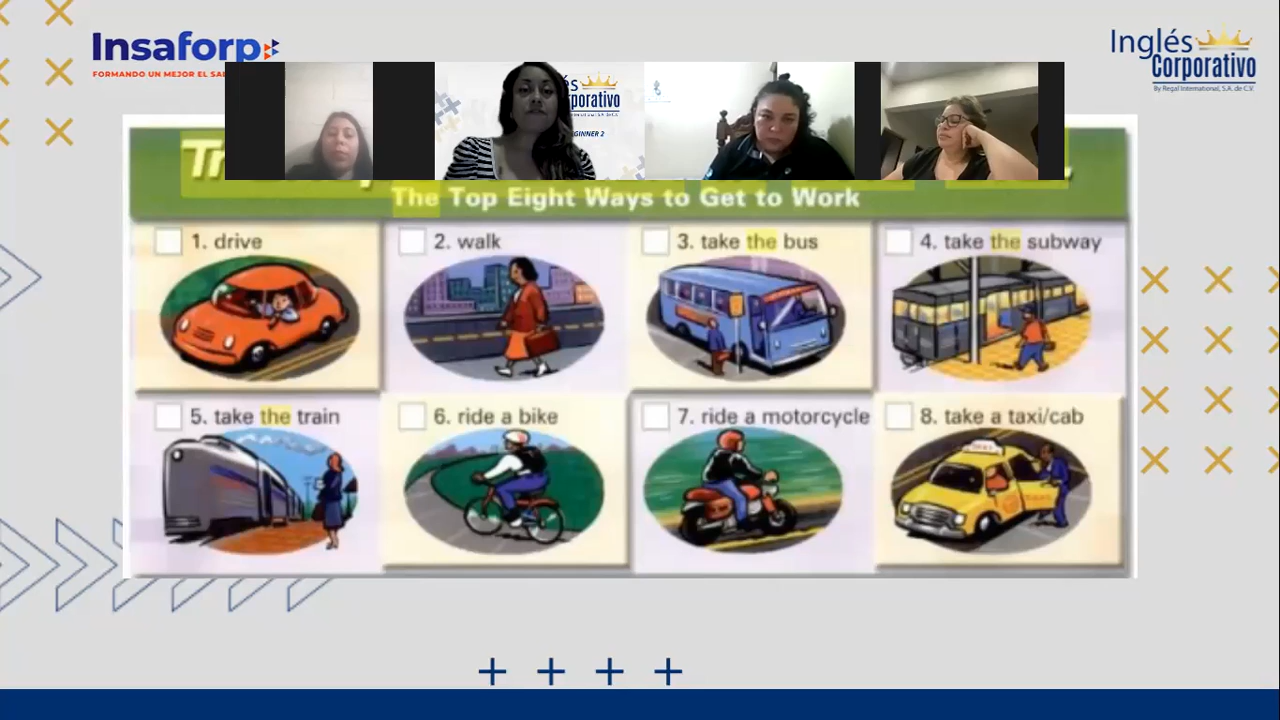 Insaforp
FORMANDO UN MEJOR EL
Inglés
Corporativo
By Regal International, S.A. de C.V.
The Top Eight Ways to Get to Work
1. drive
2. walk
3. take the bus
4. take the subway
5. take the train
6. ride a bike
7. ride a motorcycle
8. take a taxi/cab